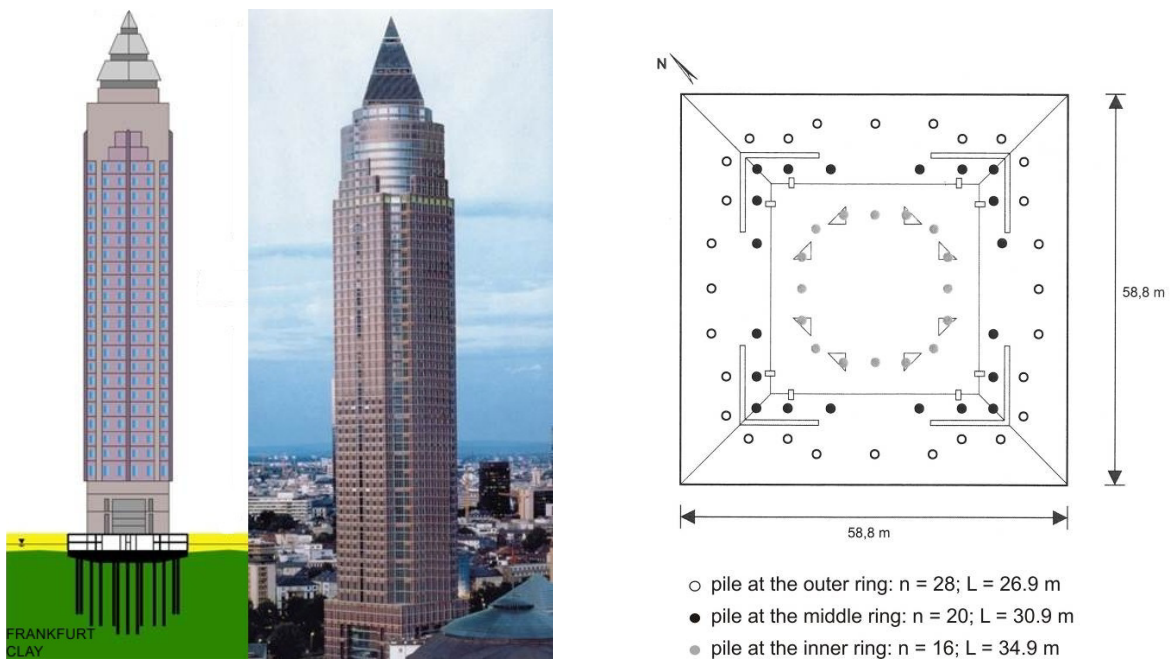 FRANKFURT
CLAY
N
58,8 m
58,8 m
pile at the outer ring: n = 28; L = 26.9 m
pile at the middle ring: n = 20; L = 30.9 m
pile at the inner ring: n = 16; L = 34.9 m